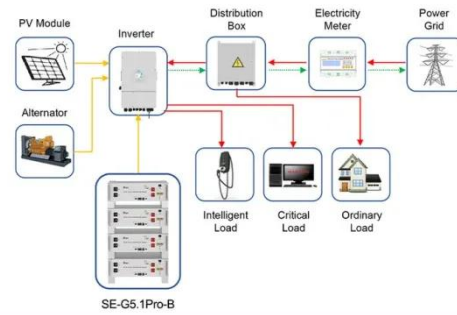 PV Module
Inverter
Distribution
Box
Electricity
Meter
Power
Grid
Alternator
Intelligent
Load
Critical
Load
Ordinary
Load
SE-G5.1Pro-B